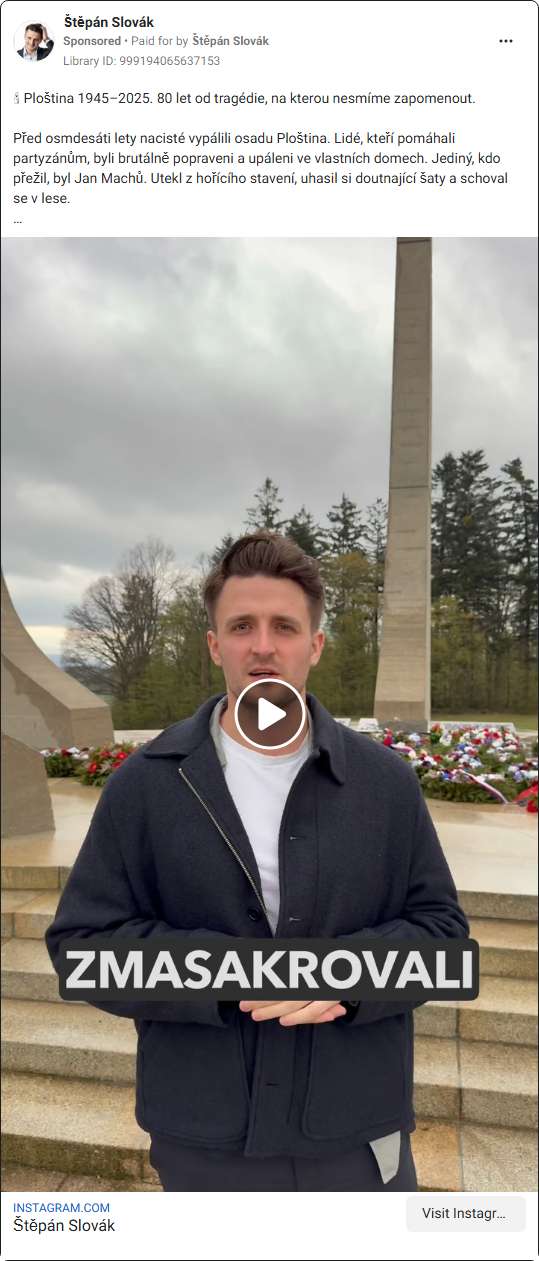 Štěpán Slovák
Sponsored • Paid for by Štěpán Slovák
Library ID: 999194065637153
🕯 Ploština 1945–2025. 80 let od tragédie, na kterou nesmíme zapomenout.
Před osmdesáti lety nacisté vypálili osadu Ploština. Lidé, kteří pomáhali
partyzánům, byli brutálně popraveni a upáleni ve vlastních domech. Jediný, kdo
přežil, byl Jan Machů. Utekl z hořícího stavení, uhasil si doutnající šaty a schoval
se v lese.
...
ZMASAKROVALI
INSTAGRAM.COM
Štěpán Slovák
Visit Instagr...